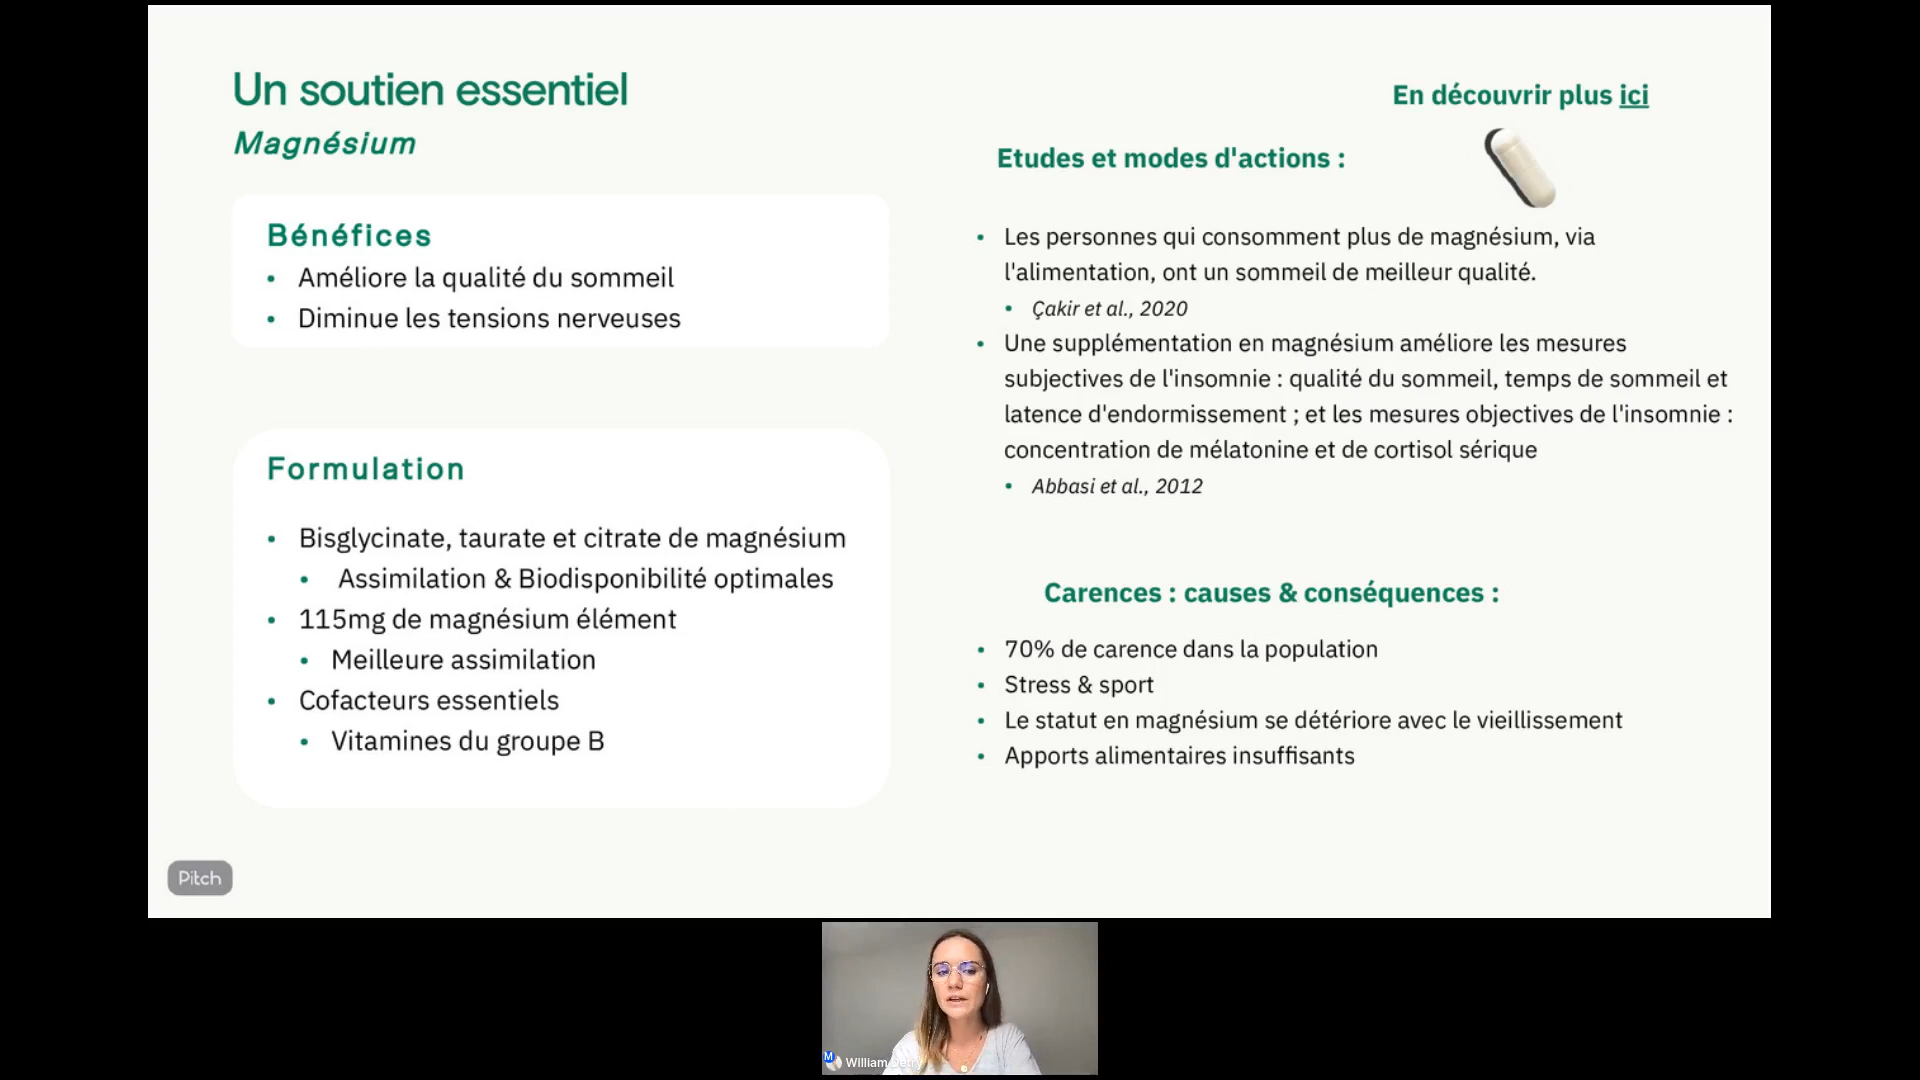 Un soutien essentiel
Magnésium
Bénéfices
• Améliore la qualité du sommeil
• Diminue les tensions nerveuses
Formulation
• Bisglycinate, taurate et citrate de magnésium
• Assimilation & Biodisponibilité optimales
• 115mg de magnésium élément
• Meilleure assimilation
• Cofacteurs essentiels
• Vitamines du groupe B
En découvrir plus ici
Etudes et modes d'actions :
• Les personnes qui consomment plus de magnésium, via
l'alimentation, ont un sommeil de meilleur qualité.
• Çakir et al., 2020
• Une supplémentation en magnésium améliore les mesures
subjectives de l'insomnie : qualité du sommeil, temps de sommeil et
latence d'endormissement ; et les mesures objectives de l'insomnie :
concentration de mélatonine et de cortisol sérique
• Abbasi et al., 2012
Carences : causes & conséquences :
• 70% de carence dans la population
• Stress & sport
• Le statut en magnésium se détériore avec le vieillissement
• Apports alimentaires insuffisants
Pitch
M
William